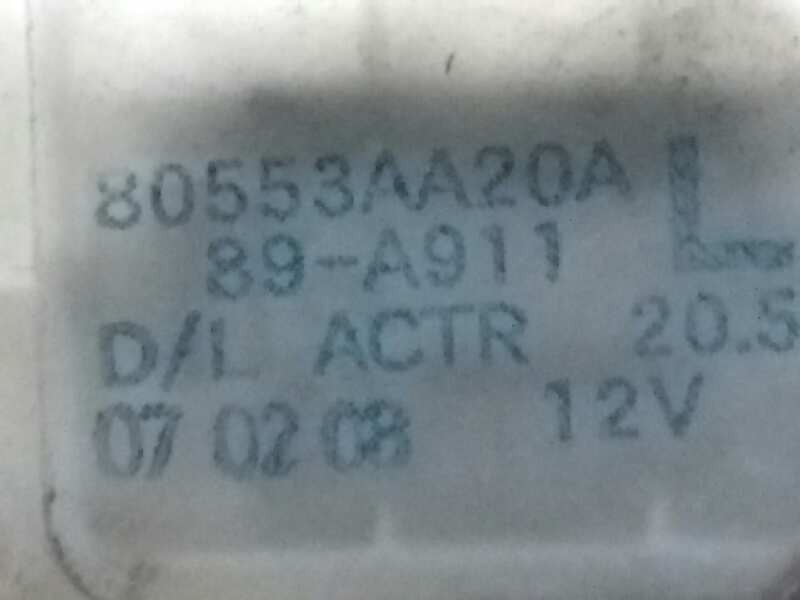 80553AA20A L
89-A911
D/L ACTR 20.5
07 02 08 12V